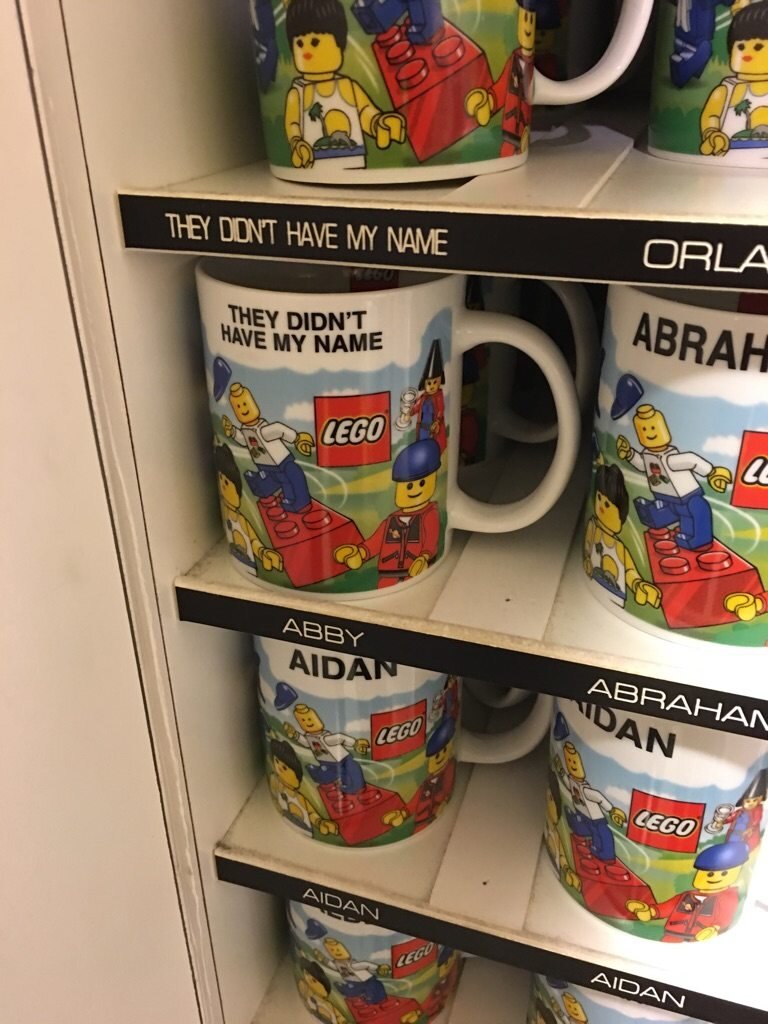 THEY DIDN'T HAVE MY NAME
ORLA
THEY DIDN'T
HAVE MY NAME
LEGO
ABRAH
ABBY
ABRAHAM
AIDAN
LEGO
AIDAN
LEGO
AIDAN
AIDAN
LEGO